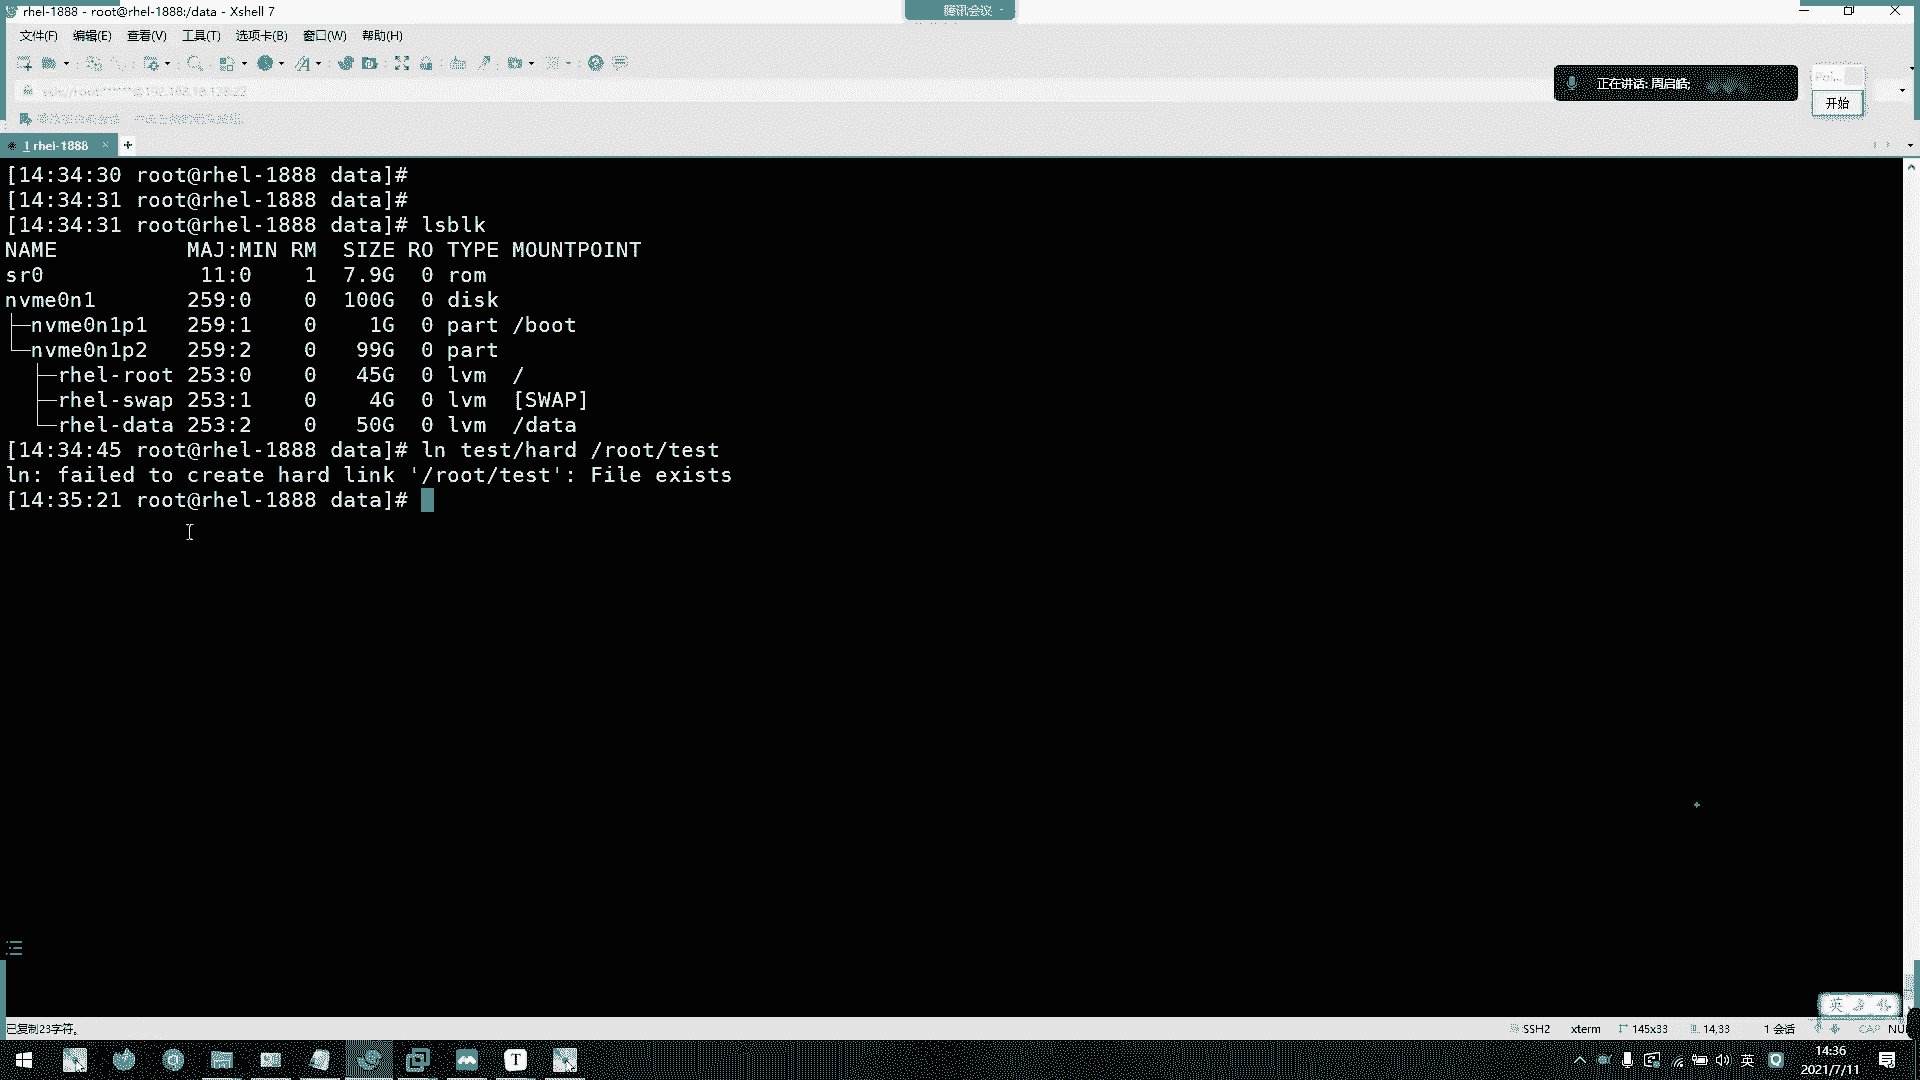 rhel-1888 - root@rhel-1888:/data - Xshell 7
腾讯会议
文件(F) 编辑(E) 查看(V) 工具(T) 选项卡(B) 窗口(W) 帮助(H)
正在讲话: 周启皓;
开始
1 rhel-1888
[14:34:30 root@rhel-1888 data]#
[14:34:31 root@rhel-1888 data]#
[14:34:31 root@rhel-1888 data]# lsblk
NAME MAJ:MIN RM SIZE RO TYPE MOUNTPOINT
sr0 11:0 1 7.9G 0 rom
nvme0n1 259:0 0 100G 0 disk
├─nvme0n1p1 259:1 0 1G 0 part /boot
└─nvme0n1p2 259:2 0 99G 0 part
├─rhel-root 253:0 0 45G 0 lvm /
├─rhel-swap 253:1 0 4G 0 lvm [SWAP]
└─rhel-data 253:2 0 50G 0 lvm /data
[14:34:45 root@rhel-1888 data]# ln test/hard /root/test
ln: failed to create hard link '/root/test': File exists
[14:35:21 root@rhel-1888 data]#
英
已复制23字符。 SSH2 xterm 145x33 14,33 1 会话 CAP NU
T 英 14:36
2021/7/11